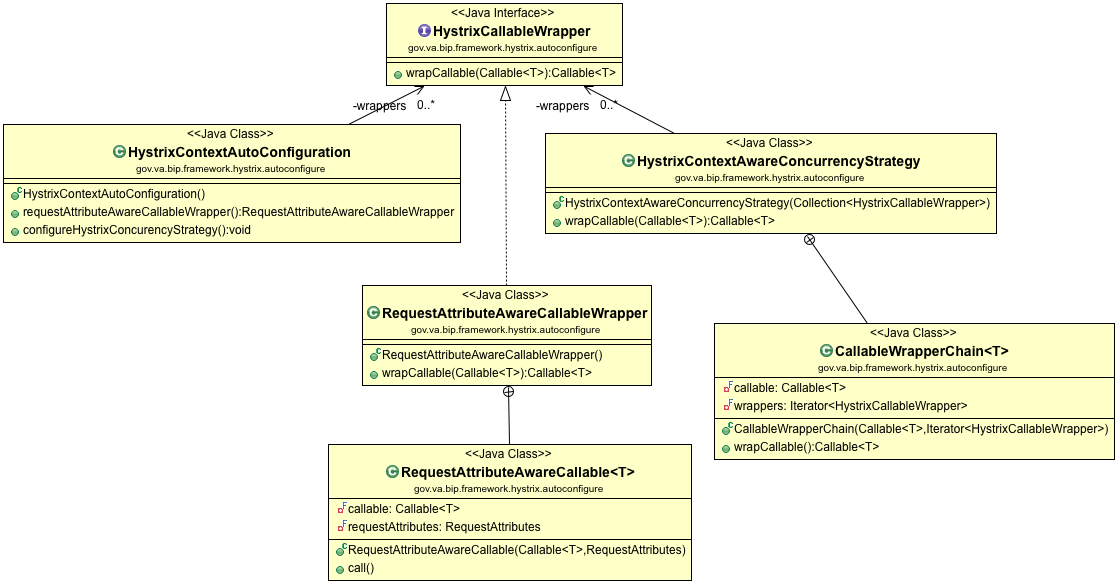 <<Java Interface>>
HystrixCallableWrapper
gov.va.bip.framework.hystrix.autoconfigure
wrapCallable(Callable<T>):Callable<T>
-wrappers 0..*
-wrappers 0..*
<<Java Class>>
HystrixContextAutoConfiguration
gov.va.bip.framework.hystrix.autoconfigure
HystrixContextAutoConfiguration()
requestAttributeAwareCallableWrapper():RequestAttributeAwareCallableWrapper
configureHystrixConcurencyStrategy():void
<<Java Class>>
HystrixContextAwareConcurrencyStrategy
gov.va.bip.framework.hystrix.autoconfigure
HystrixContextAwareConcurrencyStrategy(Collection<HystrixCallableWrapper>)
wrapCallable(Callable<T>):Callable<T>
<<Java Class>>
RequestAttributeAwareCallableWrapper
gov.va.bip.framework.hystrix.autoconfigure
RequestAttributeAwareCallableWrapper()
wrapCallable(Callable<T>):Callable<T>
<<Java Class>>
CallableWrapperChain<T>
gov.va.bip.framework.hystrix.autoconfigure
callable: Callable<T>
wrappers: Iterator<HystrixCallableWrapper>
CallableWrapperChain(Callable<T>,Iterator<HystrixCallableWrapper>)
wrapCallable():Callable<T>
<<Java Class>>
RequestAttributeAwareCallable<T>
gov.va.bip.framework.hystrix.autoconfigure
callable: Callable<T>
requestAttributes: RequestAttributes
RequestAttributeAwareCallable(Callable<T>,RequestAttributes)
call()